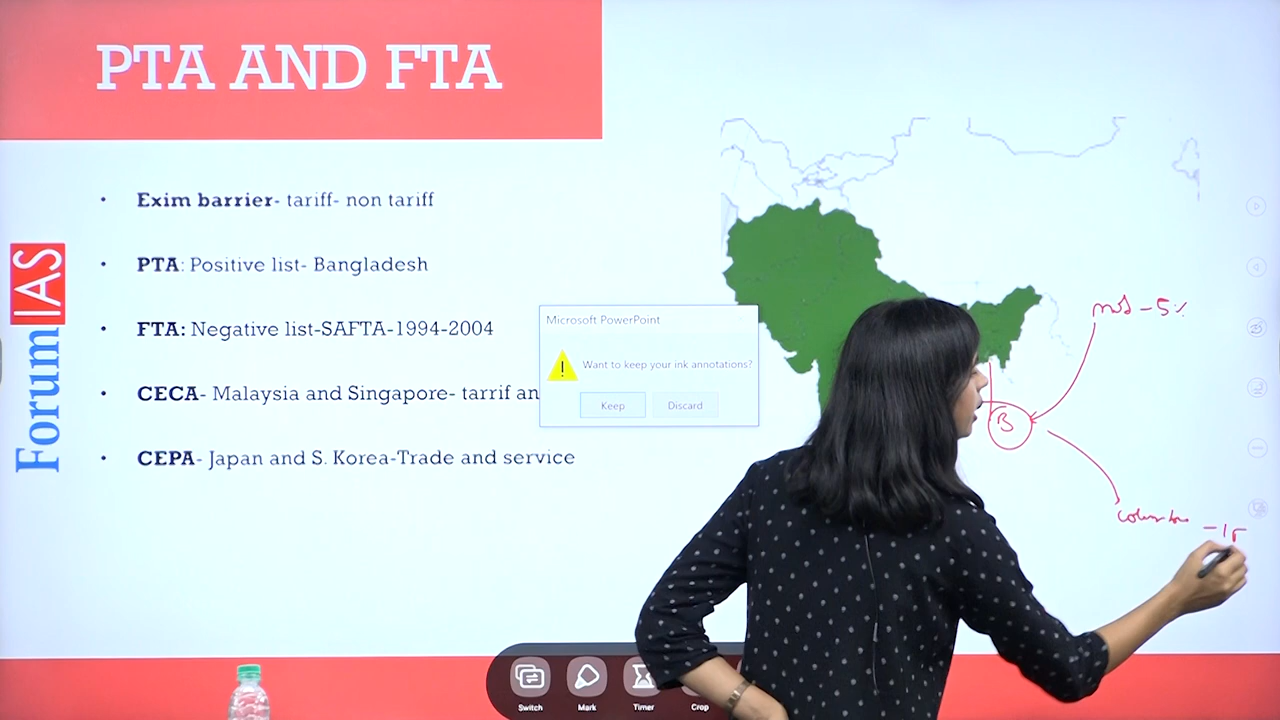 PTA AND FTA
Forum IAS
• Exim barrier- tariff- non tariff
• PTA: Positive list- Bangladesh
• FTA: Negative list-SAFTA-1994-2004
• CECA- Malaysia and Singapore- tarrif an
• CEPA- Japan and S. Korea-Trade and service
Microsoft PowerPoint
Want to keep your ink annotations?
Keep Discard
- 5%
B
Switch Mark Timer Crop